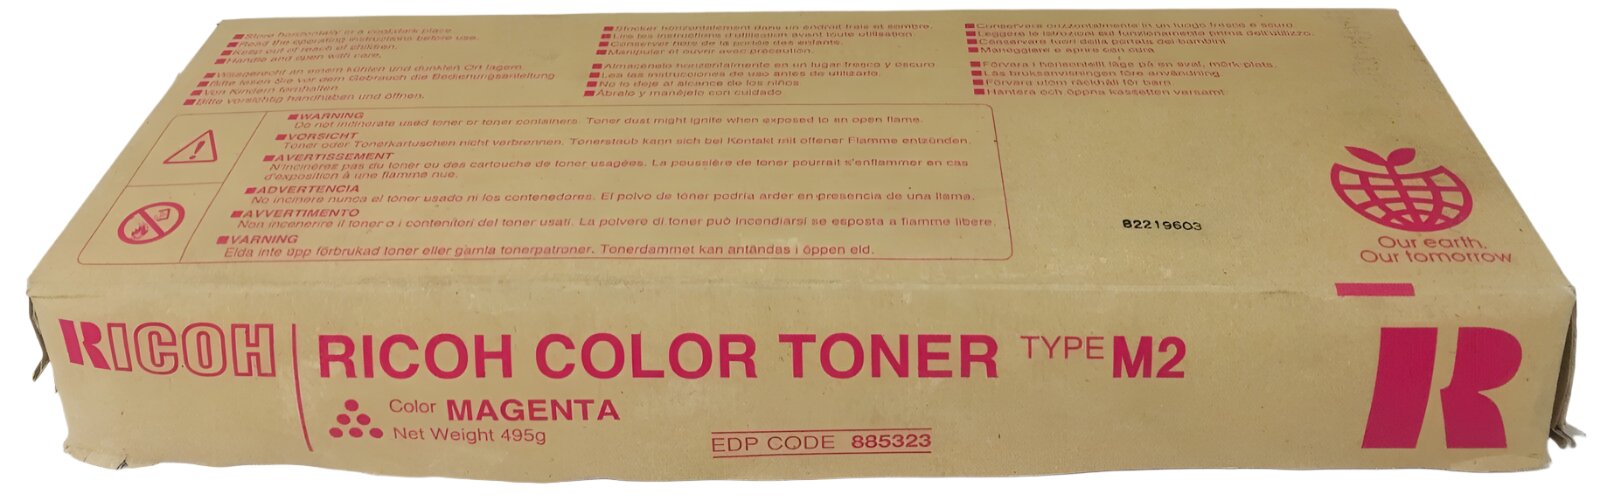 ■ Store horizontally in a cool/dark place.
■ Read the operating instructions before use.
■ Keep out of reach of children.
■ Handle and open with care.
■ Waagerecht an einem kühlen und dunklen Ort lagern.
■ Bitte lesen Sie vor dem Gebrauch die Bedienungsanleitung
■ Von Kindern fernhalten.
■ Bitte vorsichtig handhaben und öffnen.
■ Stocker horizontalement dans un endroit frais et sombre.
■ Lire les instructions d'utilisation avant toute utilisation.
■ Conserver hors de la portée des enfants.
■ Manipuler et ouvrir avec précaution.
■ Almacénelo horizontalmente en un lugar fresco y oscuro
■ Lea las instrucciones de uso antes de utilizarlo.
■ No lo deje al alcance de los niños
■ Ábralo y manéjelo con cuidado
■ Conservare orizzontalmente in un luogo fresco e scuro
■ Leggere le istruzioni sul funzionamento prima dell'utilizzo.
■ Conservare fuori della portata dei bambini.
■ Maneggiare e aprire con cura.
■ Förvara i horisontellt läge på en sval, mörk plats.
■ Läs bruksanvisningen före användning
■ Förvara utom räckhåll för barn
■ Hantera och öppna kassetten varsamt
■ WARNING
Do not incinerate used toner or toner containers. Toner dust might ignite when exposed to an open flame.
■ VORSICHT
Toner oder Tonerkartuschen nicht verbrennen. Tonerstaub kann sich bei Kontakt mit offener Flamme entzünden.
■ AVERTISSEMENT
N'incinérez pas du toner ou des cartouche de toner usagées. La poussière de toner pourrait s'enflammer en cas
d'exposition à une flamme nue.
■ ADVERTENCIA
No incinere nunca el tóner usado ni los contenedores. El polvo de tóner podría arder en presencia de una llama.
■ AVVERTIMENTO
Non incenerire il toner o i contenitori del toner usati. La polvere di toner può incendiarsi se esposta a fiamme libere.
■ VARNING
Elda inte upp förbrukad toner eller gamla tonerpatroner. Tonerdammet kan antändas i öppen eld.
82219603
Our earth.
Our tomorrow
RICOH
RICOH COLOR TONER TYPE M2
Color MAGENTA
Net Weight 495g
EDP CODE 885323
R